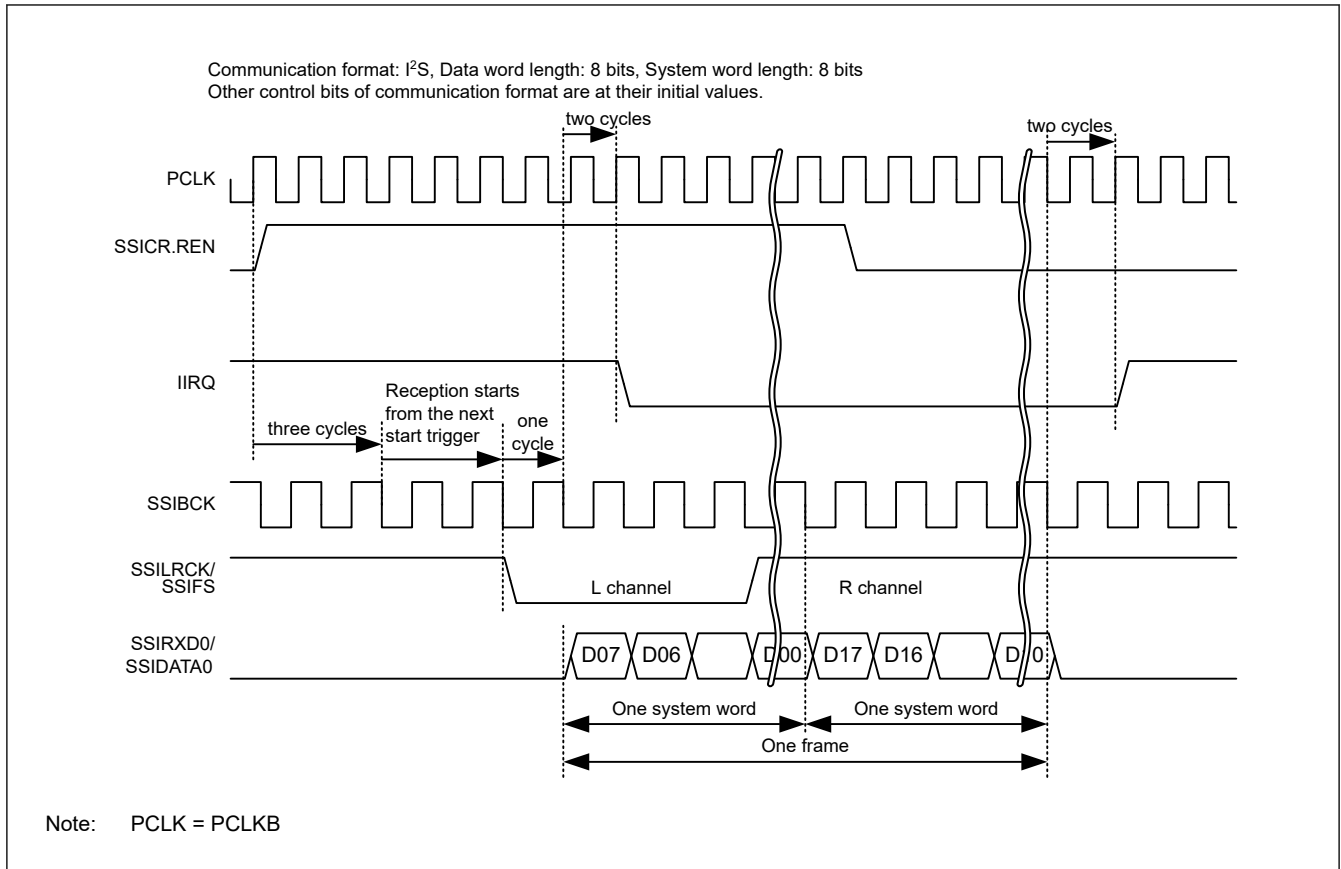 Communication format: I²S, Data word length: 8 bits, System word length: 8 bits
Other control bits of communication format are at their initial values.
two cycles
two cycles
PCLK
SSICR.REN
IIRQ
Reception starts
from the next
start trigger
one
cycle
three cycles
SSIBCK
SSILRCK/
SSIFS
L channel
R channel
SSIRXD0/
SSIDATA0
D07
D06
D00
D17
D16
D10
One system word
One system word
One frame
Note: PCLK = PCLKB